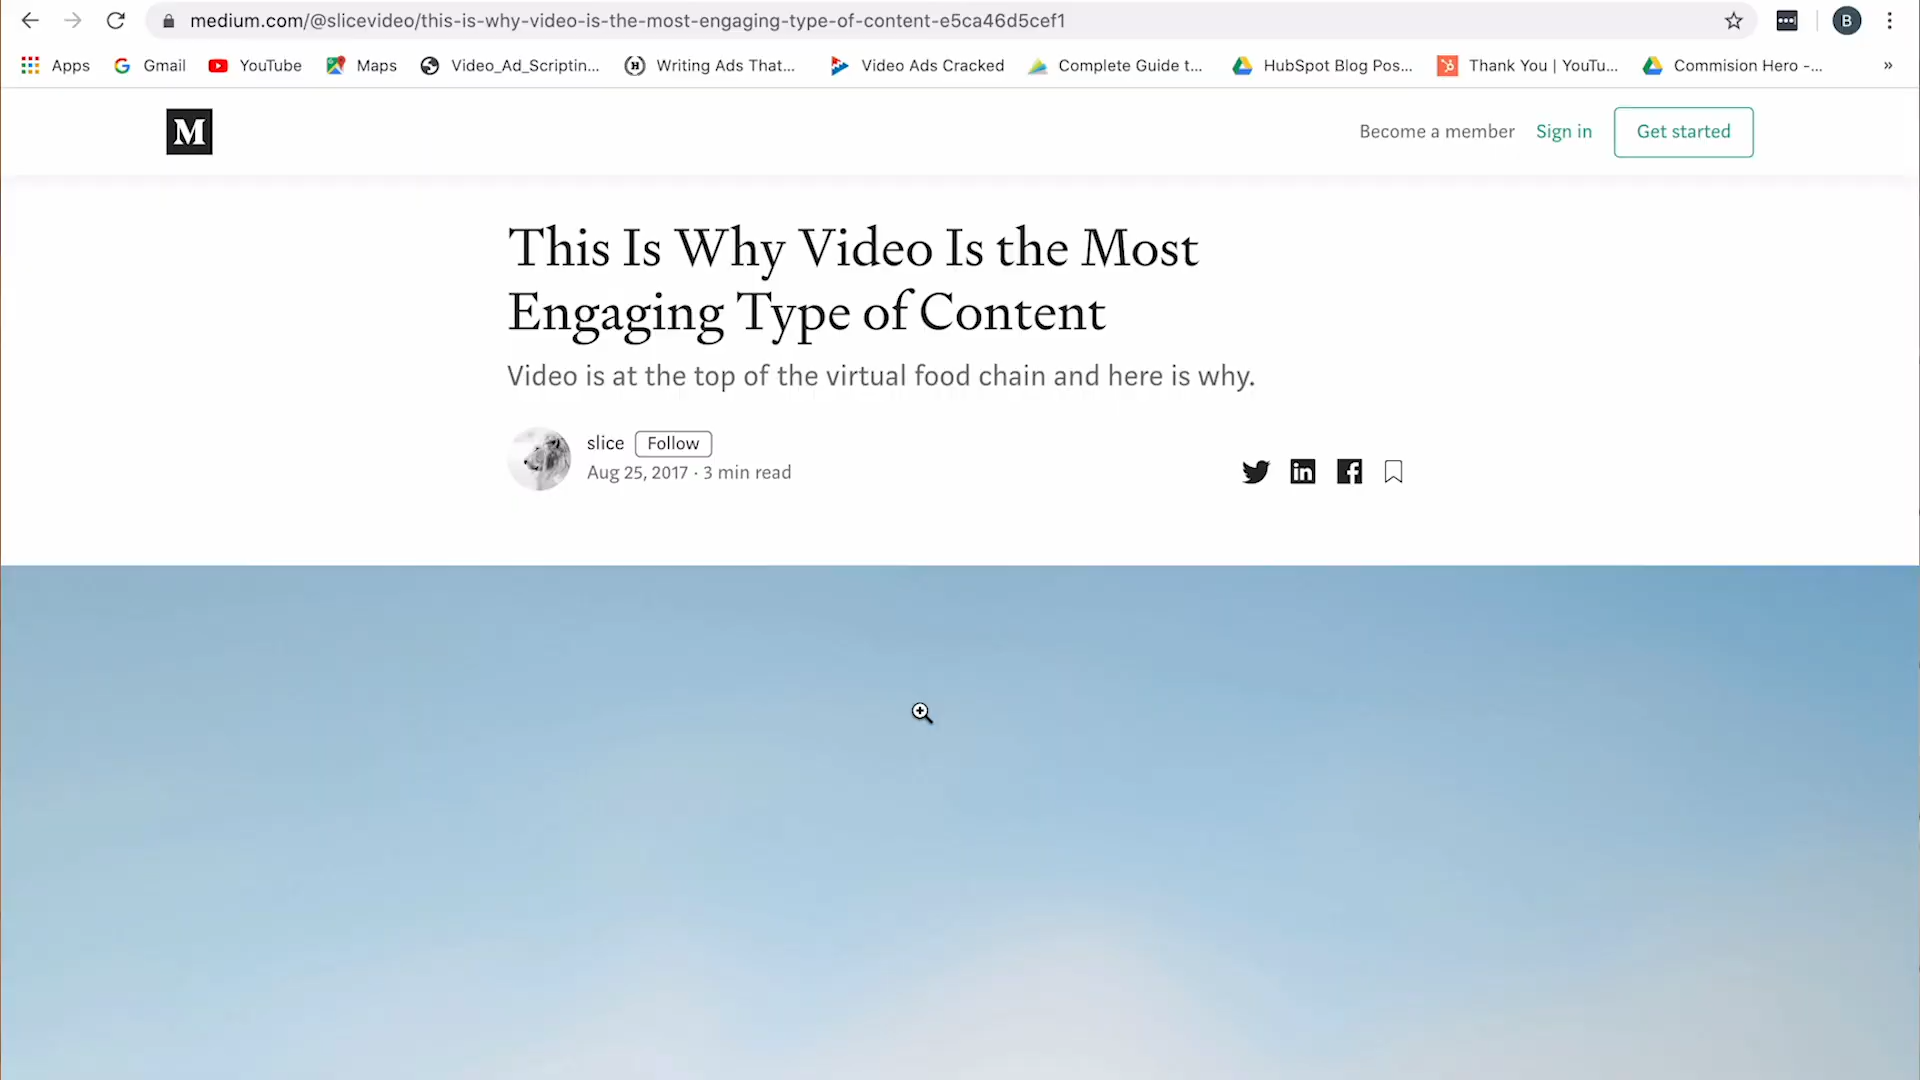 medium.com/@slicevideo/this-is-why-video-is-the-most-engaging-type-of-content-e5ca46d5cef1
B
Apps Gmail YouTube Maps Video_Ad_Scriptin... Writing Ads That... Video Ads Cracked Complete Guide t... HubSpot Blog Pos... Thank You | YouTu... Commision Hero -... »
M
Become a member Sign in Get started
This Is Why Video Is the Most
Engaging Type of Content
Video is at the top of the virtual food chain and here is why.
slice Follow
Aug 25, 2017 · 3 min read